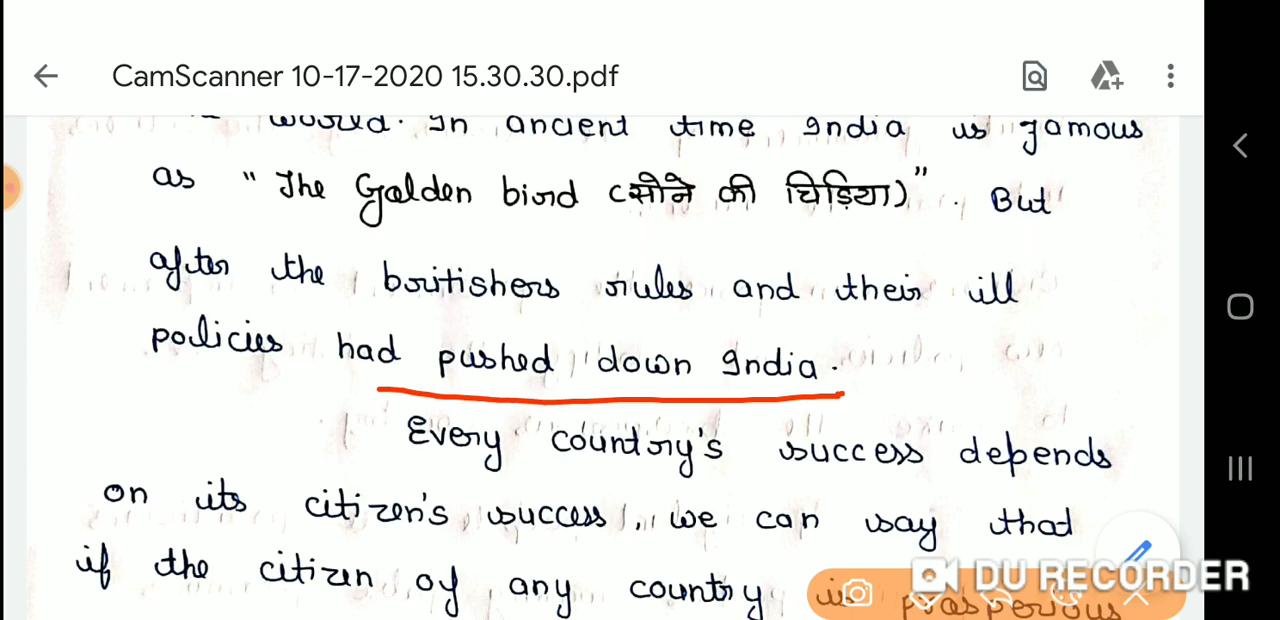 CamScanner 10-17-2020 15.30.30.pdf
world. In ancient time, India is famous
as "The Golden bird (सोने की चिड़िया)". But
after the britishers rules and their ill
policies had pushed down India.
Every country's success depends
on its citizen's success, we can say that
if the citizen of any country is prosperous
DU RECORDER